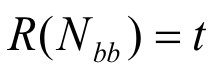 R(N_{bb}) = t